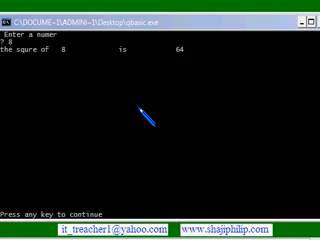 C:\DOCUME~1\ADMINI~1\Desktop\qbasic.exe
Enter a numer
? 8
the squre of 8 is 64
Press any key to continue
it_treacher1@yahoo.com www.shajiphilip.com